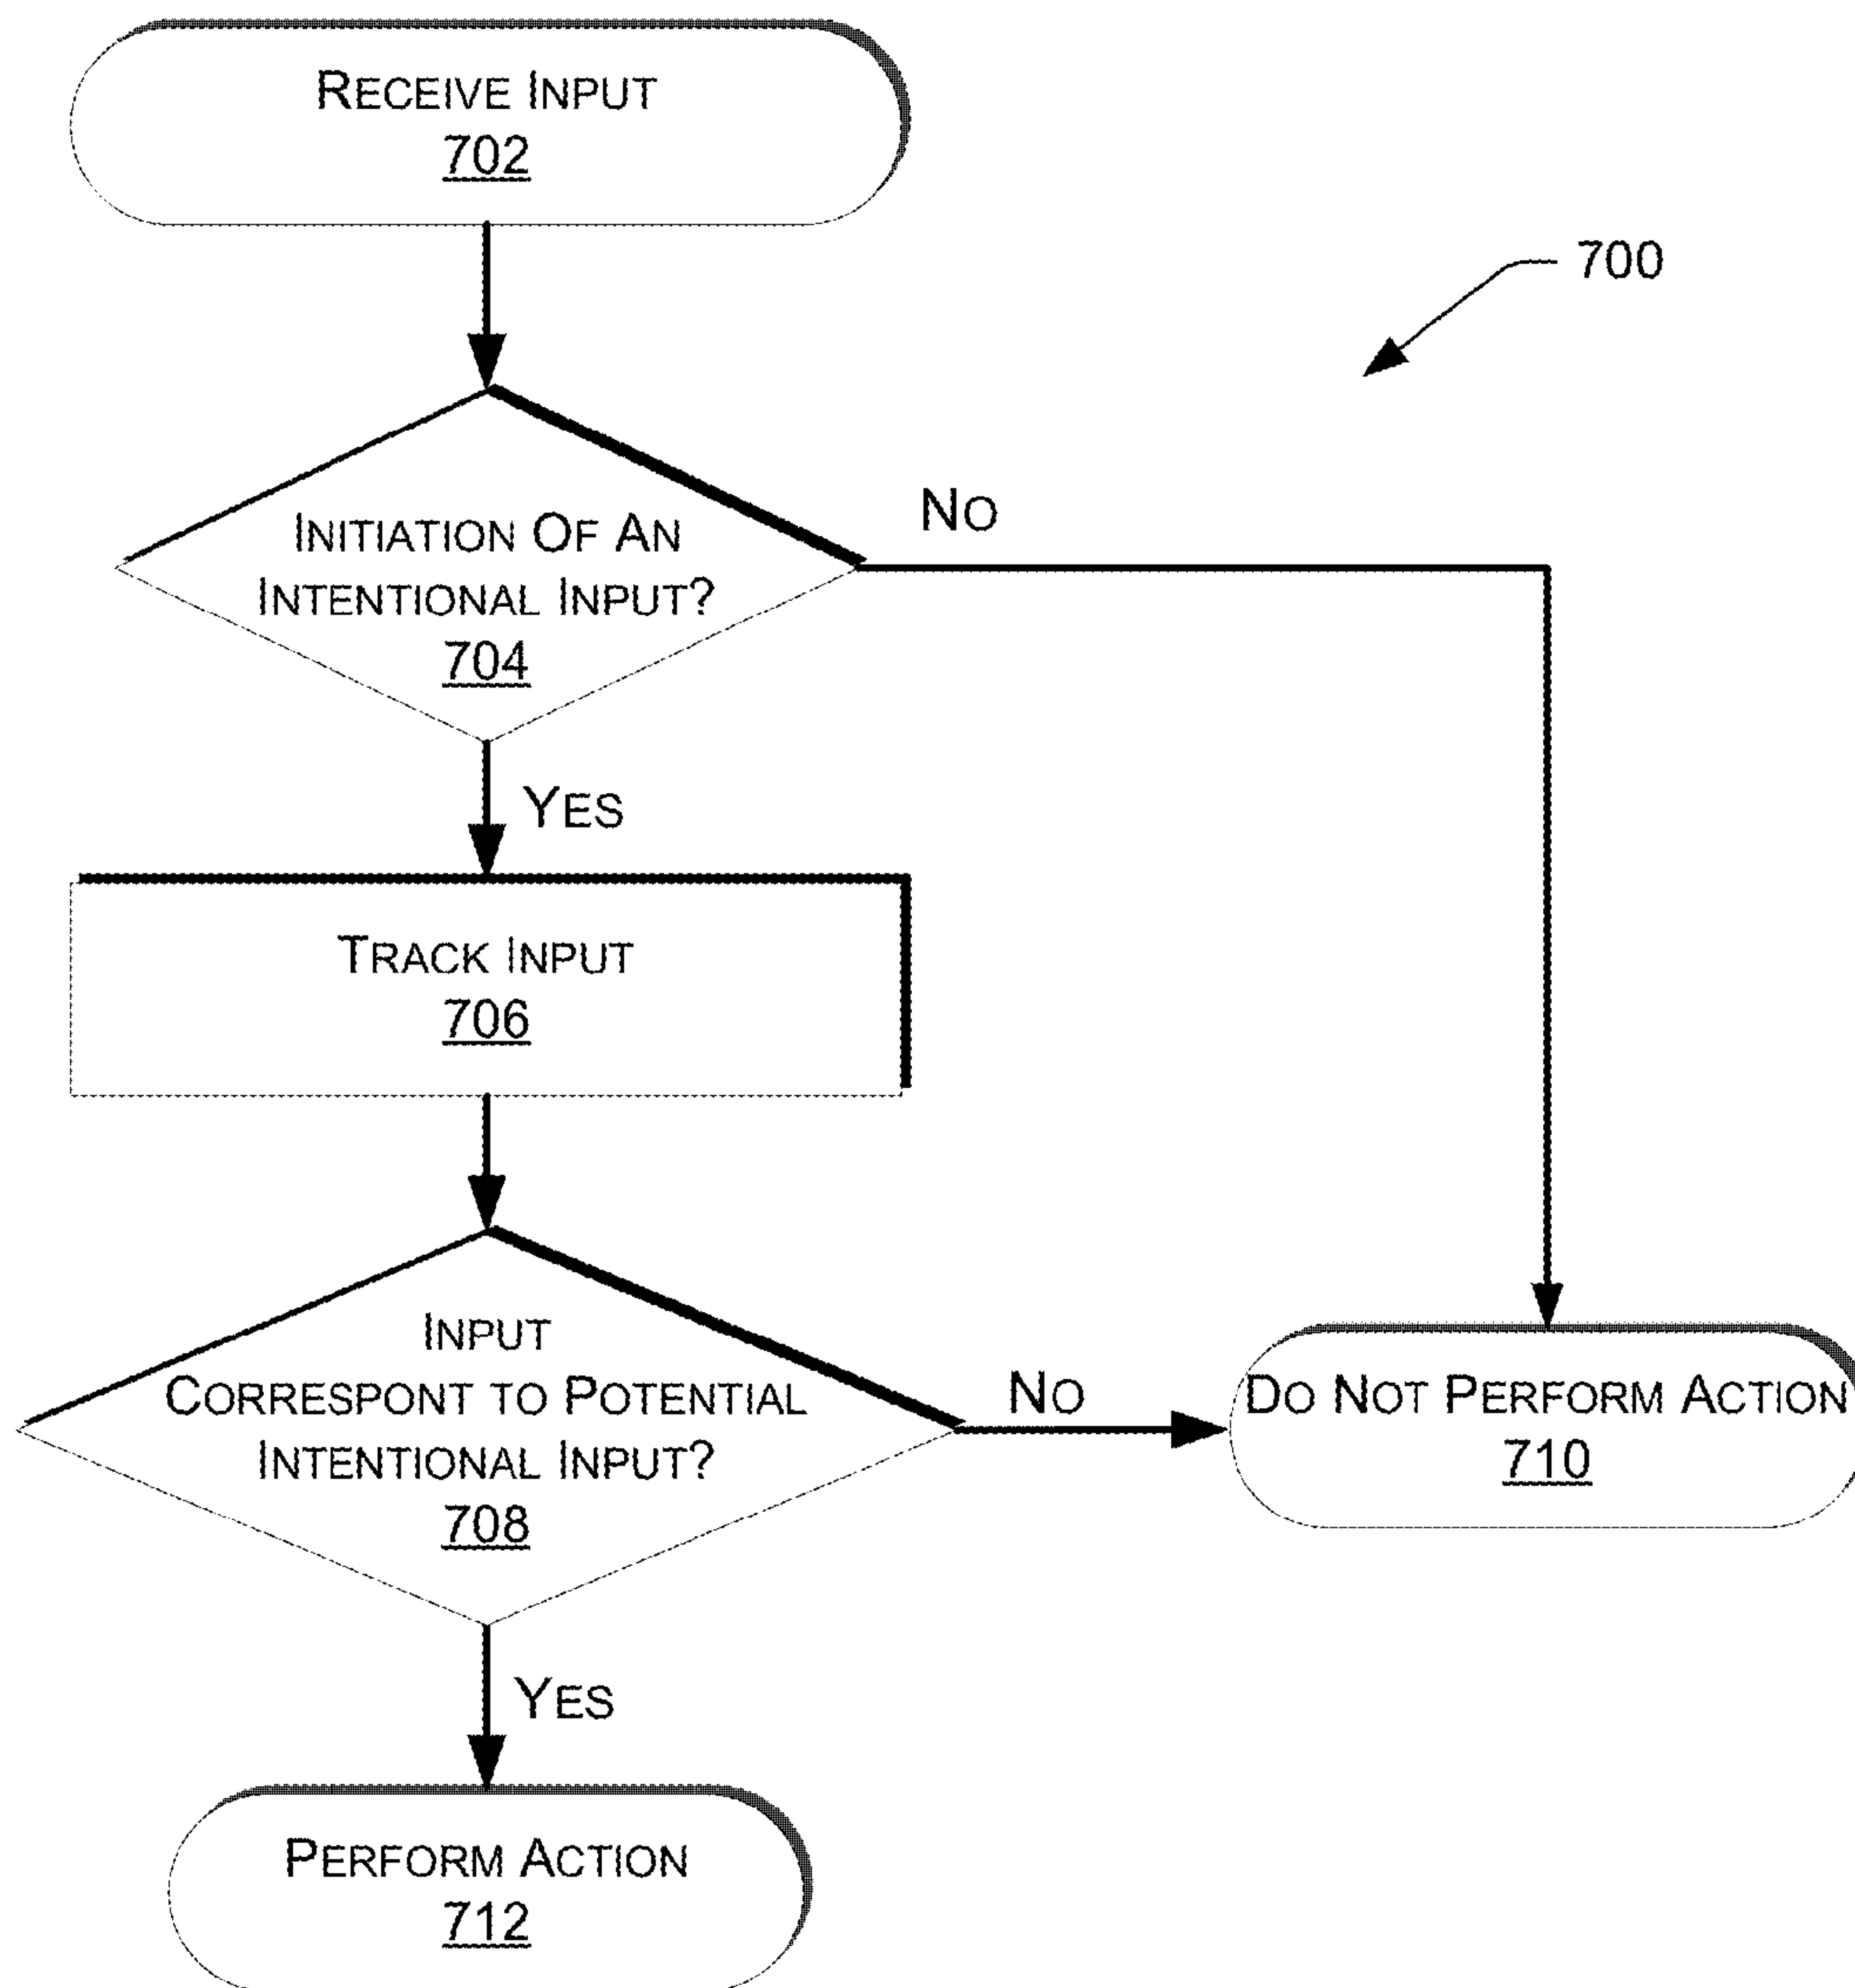 RECEIVE INPUT
702
700
INITIATION OF AN
INTENTIONAL INPUT?
704
NO
YES
TRACK INPUT
706
INPUT
CORRESPONT TO POTENTIAL
INTENTIONAL INPUT?
708
NO
DO NOT PERFORM ACTION
710
YES
PERFORM ACTION
712